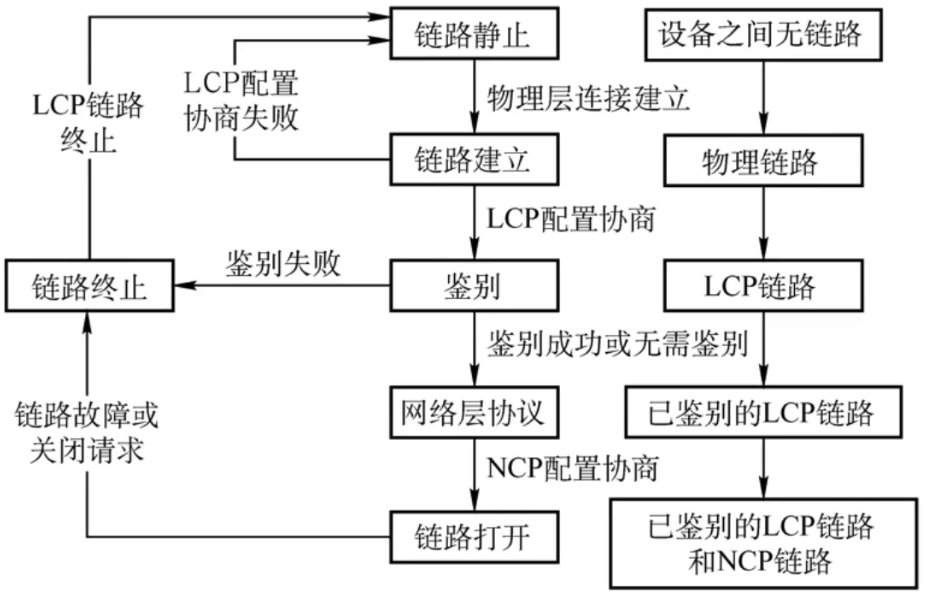 链路静止
设备之间无链路
LCP配置
协商失败
LCP链路
终止
物理层连接建立
链路建立
物理链路
LCP配置协商
链路终止
鉴别失败
鉴别
LCP链路
鉴别成功或无需鉴别
网络层协议
已鉴别的LCP链路
链路故障或
关闭请求
NCP配置协商
链路打开
已鉴别的LCP链路
和NCP链路